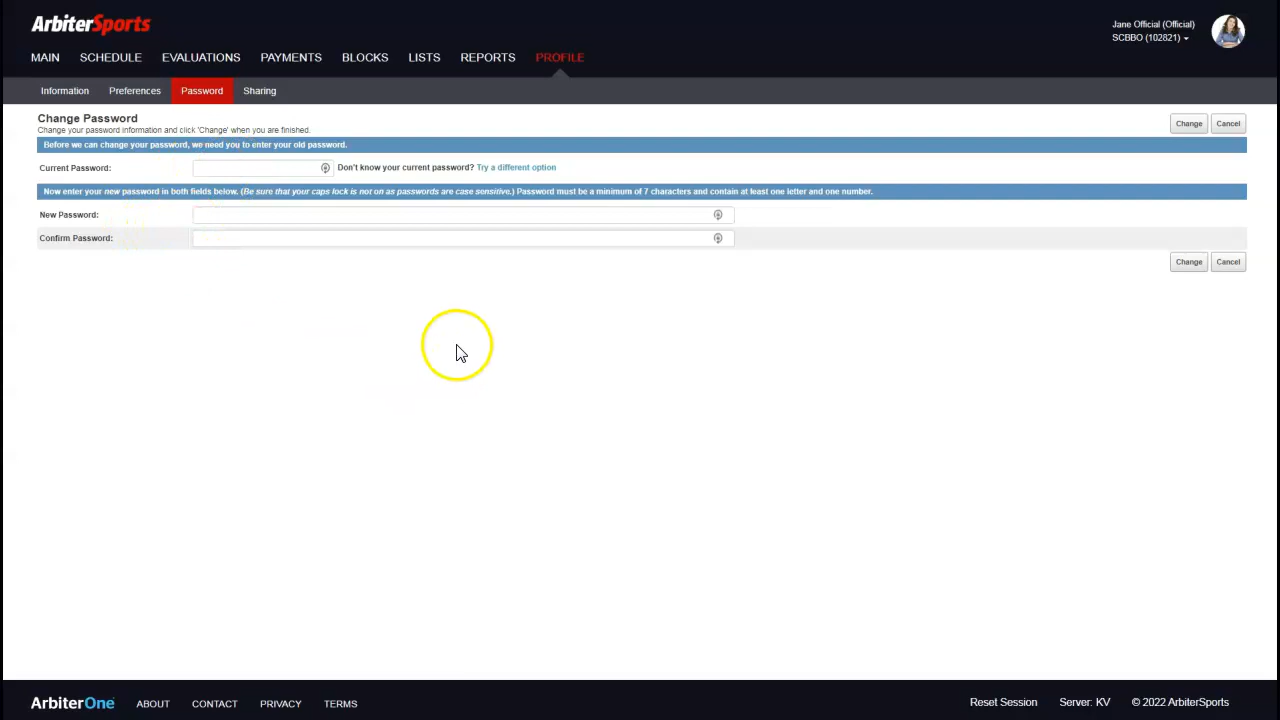 ArbiterSports
Jane Official (Official)
SCBBO (102821)
MAIN SCHEDULE EVALUATIONS PAYMENTS BLOCKS LISTS REPORTS PROFILE
Information Preferences Password Sharing
Change Password
Change your password information and click 'Change' when you are finished.
Change Cancel
Before we can change your password, we need you to enter your old password.
Current Password: Don't know your current password? Try a different option
Now enter your new password in both fields below. (Be sure that your caps lock is not on as passwords are case sensitive.) Password must be a minimum of 7 characters and contain at least one letter and one number.
New Password:
Confirm Password:
Change Cancel
ArbiterOne ABOUT CONTACT PRIVACY TERMS Reset Session Server: KV © 2022 ArbiterSports